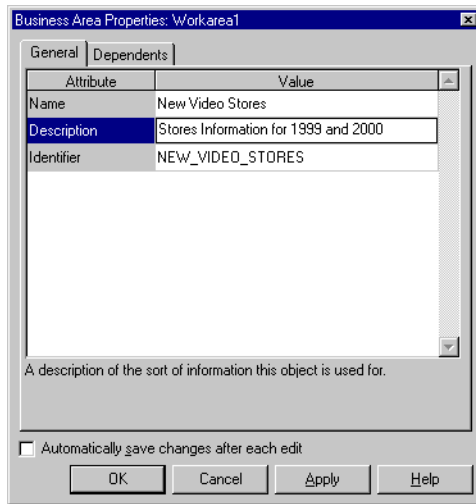 Business Area Properties: Workarea1
General Dependents
Attribute Value
Name New Video Stores
Description Stores Information for 1999 and 2000
Identifier NEW_VIDEO_STORES
A description of the sort of information this object is used for.
Automatically save changes after each edit
OK Cancel Apply Help